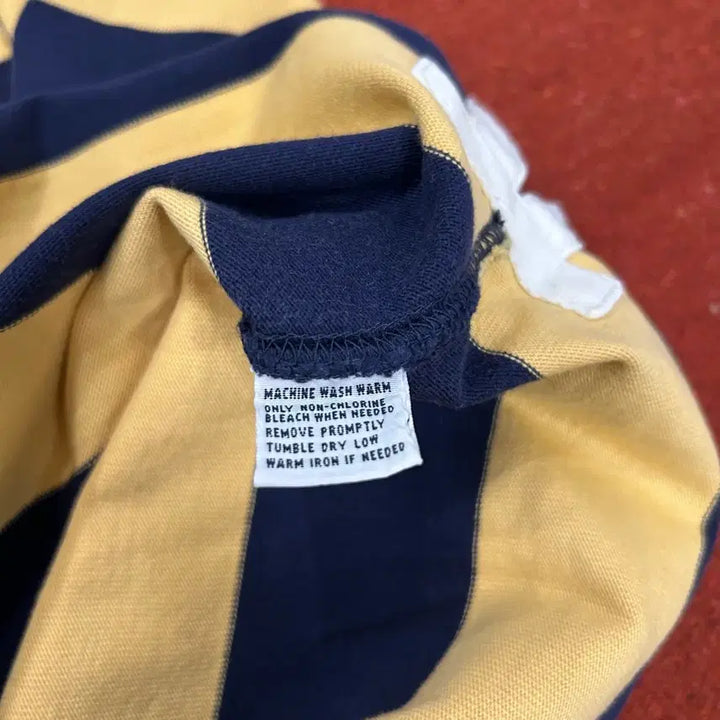 MACHINE WASH WARM
ONLY NON-CHLORINE
BLEACH WHEN NEEDED
REMOVE PROMPTLY
TUMBLE DRY LOW
WARM IRON IF NEEDED